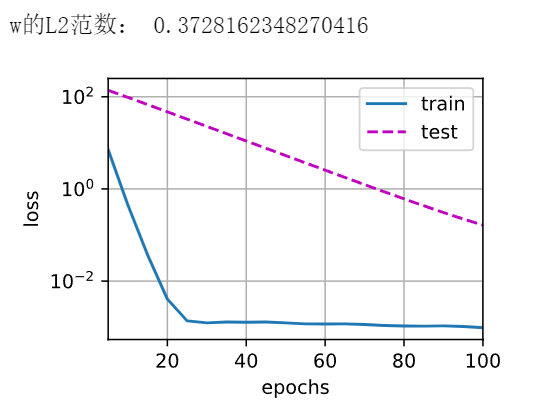 w的L2范数： 0.3728162348270416
train
test
10²
10⁰
10⁻²
loss
20 40 60 80 100
epochs